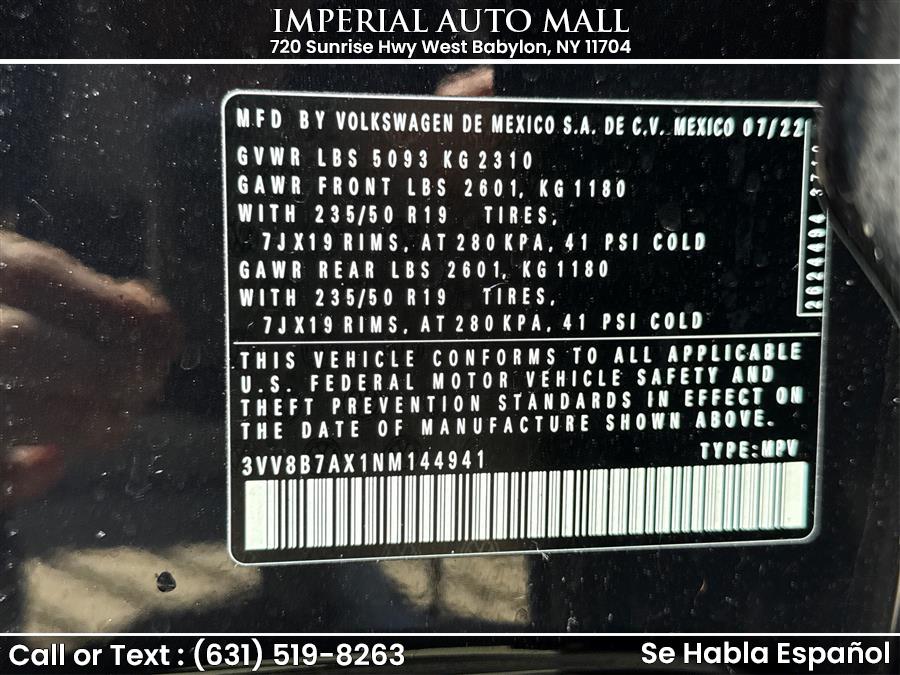 IMPERIAL AUTO MALL
720 Sunrise Hwy West Babylon, NY 11704
MFD BY VOLKSWAGEN DE MEXICO S.A. DE C.V. MEXICO 07/22
GVWR LBS 5093 KG 2310
GAWR FRONT LBS 2601, KG 1180
WITH 235/50 R19 TIRES,
7JX19 RIMS, AT 280 KPA, 41 PSI COLD
GAWR REAR LBS 2601, KG 1180
WITH 235/50 R19 TIRES,
7JX19 RIMS, AT 280 KPA, 41 PSI COLD
THIS VEHICLE CONFORMS TO ALL APPLICABLE
U.S. FEDERAL MOTOR VEHICLE SAFETY AND
THEFT PREVENTION STANDARDS IN EFFECT ON
THE DATE OF MANUFACTURE SHOWN ABOVE.
3VV8B7AX1NM144941 TYPE:MPV
Call or Text : (631) 519-8263
Se Habla Español